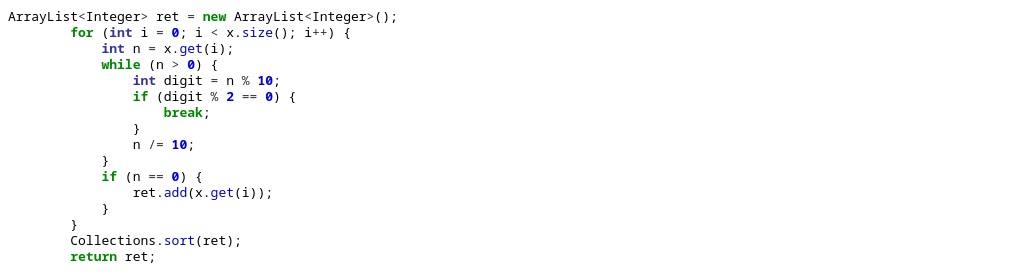 ArrayList<Integer> ret = new ArrayList<Integer>();
        for (int i = 0; i < x.size(); i++) {
            int n = x.get(i);
            while (n > 0) {
                int digit = n % 10;
                if (digit % 2 == 0) {
                    break;
                }
                n /= 10;
            }
            if (n == 0) {
                ret.add(x.get(i));
            }
        }
        Collections.sort(ret);
        return ret;